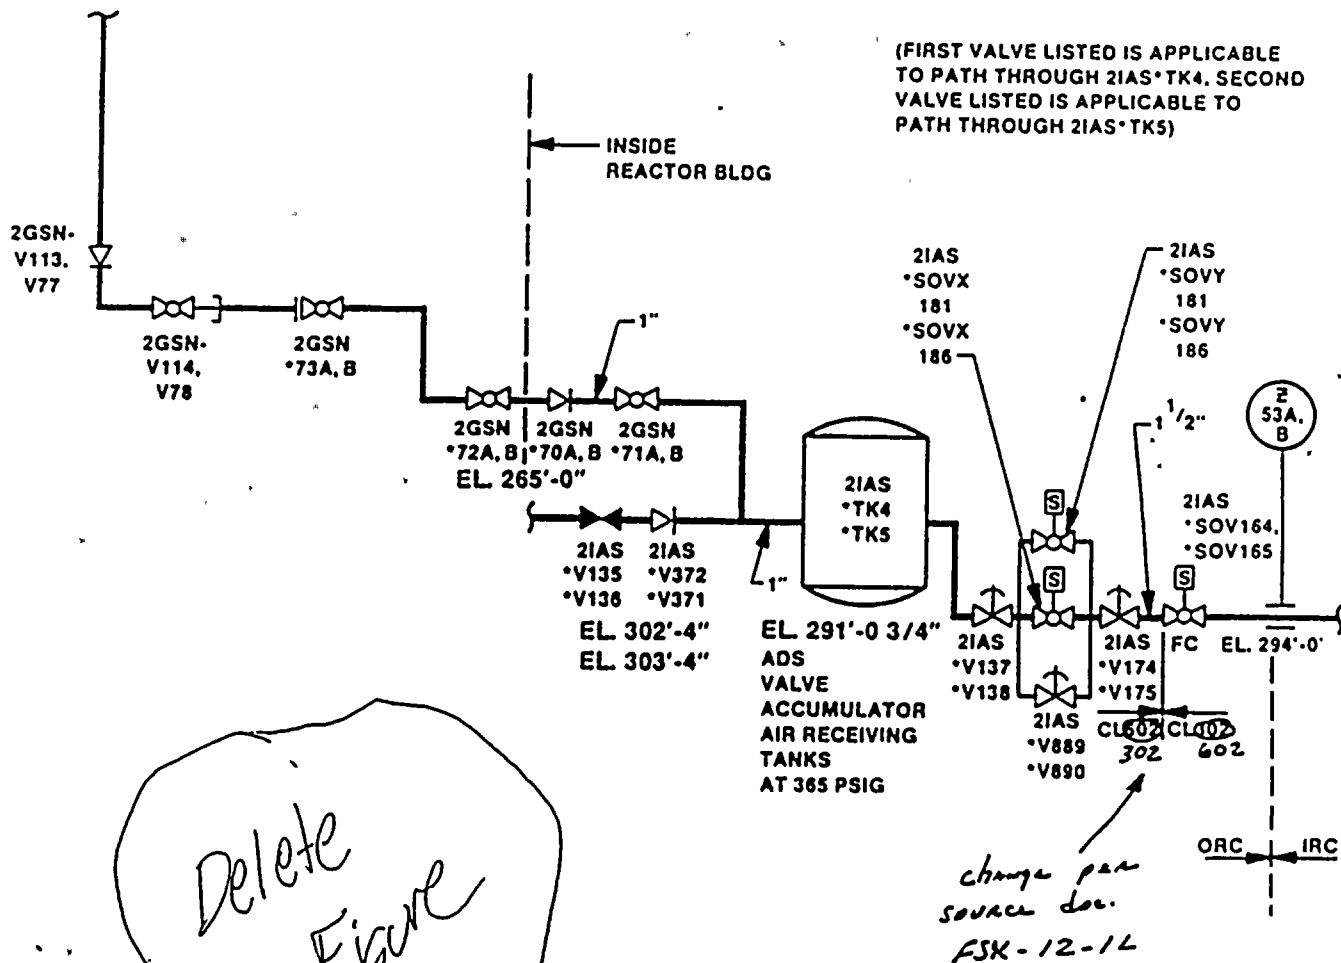 (FIRST VALVE LISTED IS APPLICABLE
TO PATH THROUGH 2IAS*TK4. SECOND
VALVE LISTED IS APPLICABLE TO
PATH THROUGH 2IAS*TK5)
INSIDE
REACTOR BLDG
2GSN-
V113,
V77
2GSN-
V114,
V78
2GSN
*73A, B
1"
2GSN
*72A, B
2GSN
*70A, B
2GSN
*71A, B
EL. 265'-0"
2IAS
*SOVX
181
*SOVX
186
2IAS
*SOVY
181
*SOVY
186
2
53A,
B
1 1/2"
2IAS
*TK4
*TK5
S
S
2IAS
*SOV164,
*SOV165
S
2IAS
*V135
*V136
2IAS
*V372
*V371
1"
EL. 302'-4"
EL. 303'-4"
EL. 291'-0 3/4"
ADS
VALVE
ACCUMULATOR
AIR RECEIVING
TANKS
AT 365 PSIG
2IAS
*V137
*V138
2IAS
*V174
*V175
FC
EL. 294'-0'
2IAS
*V889
*V890
CL602
CL102
302
602
ORC
IRC
change per
source doc.
FSK-12-1L
Delete
Figure